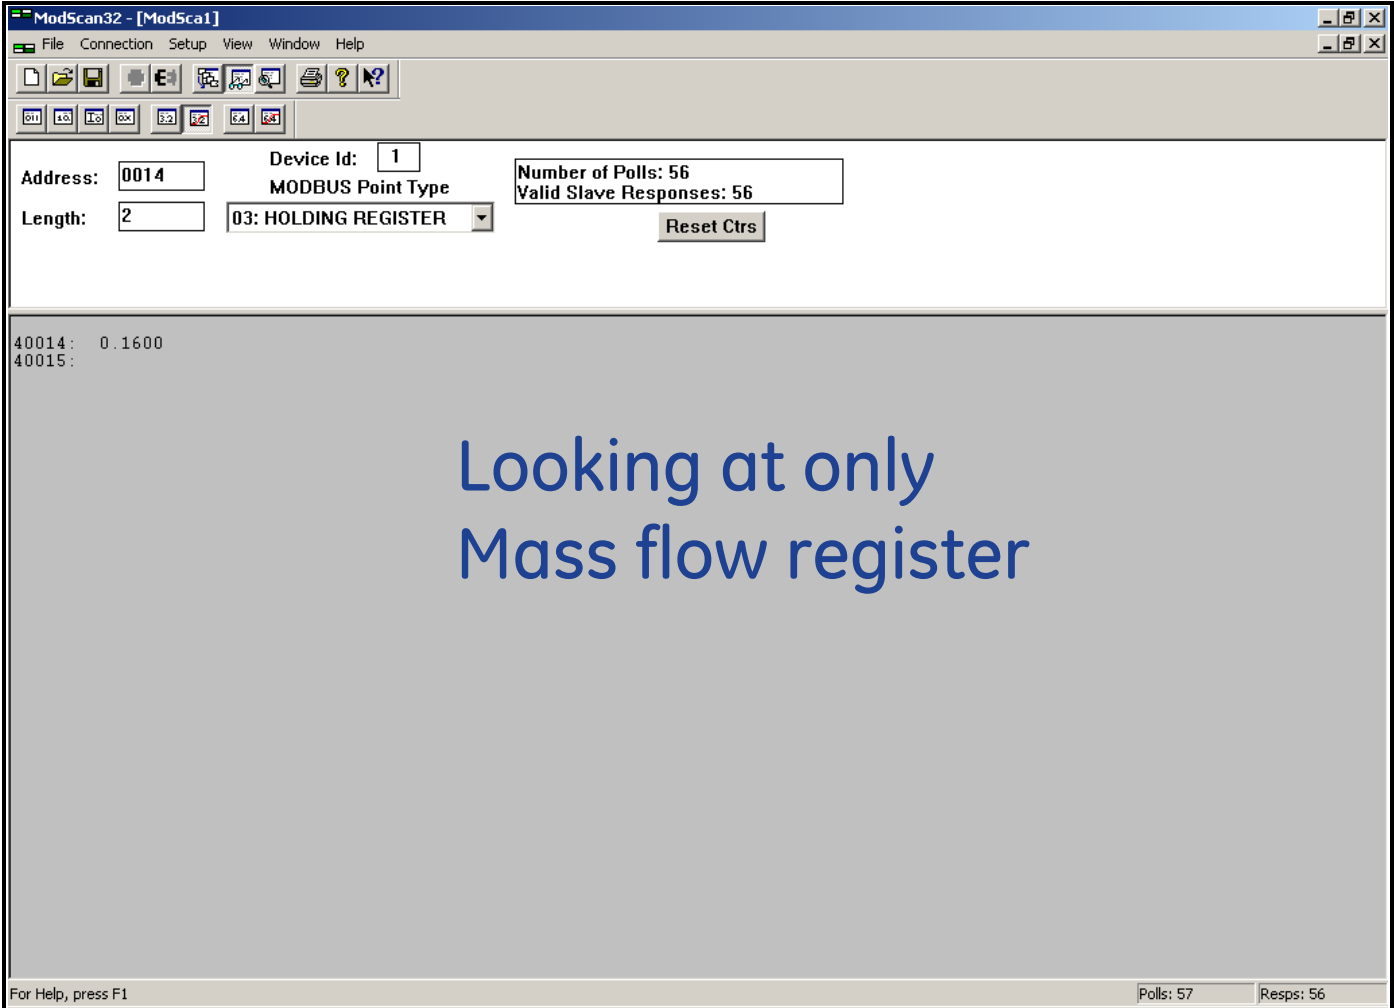 ModScan32 - [ModSca1]
File Connection Setup View Window Help
Address: 0014
Device Id: 1
MODBUS Point Type
Length: 2
03: HOLDING REGISTER
Number of Polls: 56
Valid Slave Responses: 56
Reset Ctrs
40014: 0.1600
40015:
Looking at only
Mass flow register
For Help, press F1
Polls: 57
Resps: 56